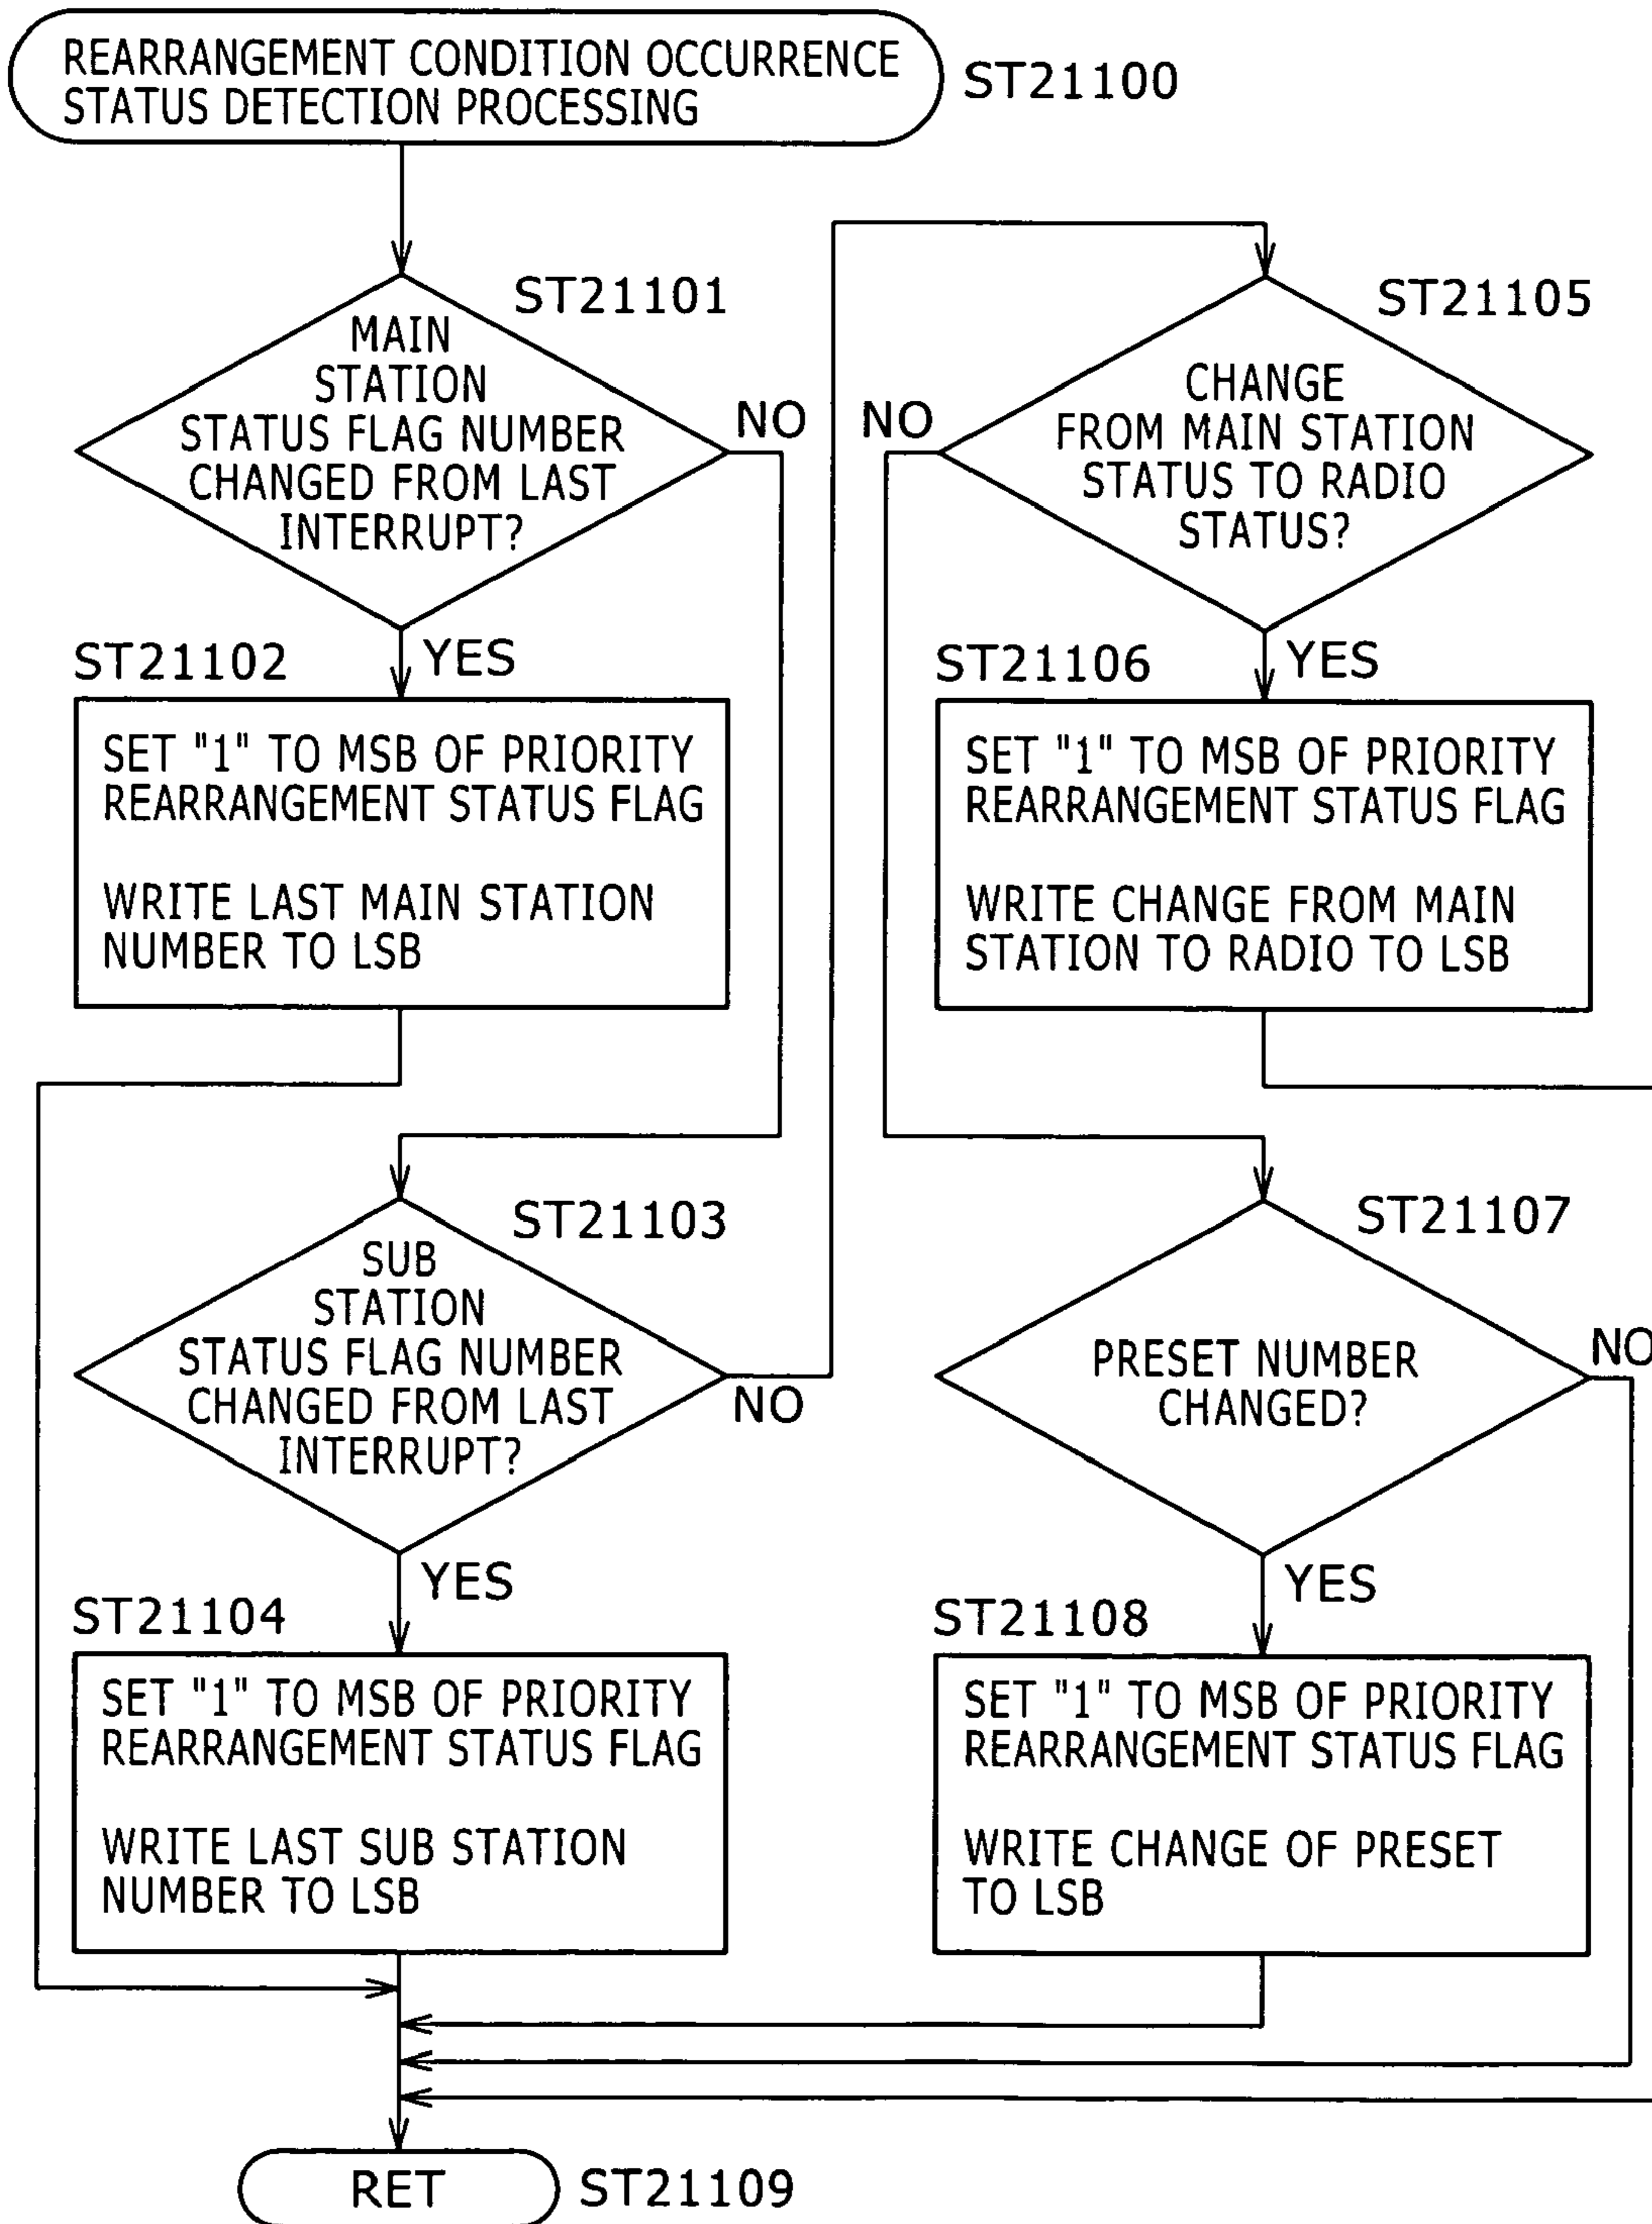 REARRANGEMENT CONDITION OCCURRENCE
STATUS DETECTION PROCESSING
ST21100
ST21101
MAIN
STATION
STATUS FLAG NUMBER
CHANGED FROM LAST
INTERRUPT?
NO
YES
ST21102
SET "1" TO MSB OF PRIORITY
REARRANGEMENT STATUS FLAG
WRITE LAST MAIN STATION
NUMBER TO LSB
ST21103
SUB
STATION
STATUS FLAG NUMBER
CHANGED FROM LAST
INTERRUPT?
NO
YES
ST21104
SET "1" TO MSB OF PRIORITY
REARRANGEMENT STATUS FLAG
WRITE LAST SUB STATION
NUMBER TO LSB
ST21105
CHANGE
FROM MAIN STATION
STATUS TO RADIO
STATUS?
NO
YES
ST21106
SET "1" TO MSB OF PRIORITY
REARRANGEMENT STATUS FLAG
WRITE CHANGE FROM MAIN
STATION TO RADIO TO LSB
ST21107
PRESET NUMBER
CHANGED?
NO
YES
ST21108
SET "1" TO MSB OF PRIORITY
REARRANGEMENT STATUS FLAG
WRITE CHANGE OF PRESET
TO LSB
RET
ST21109